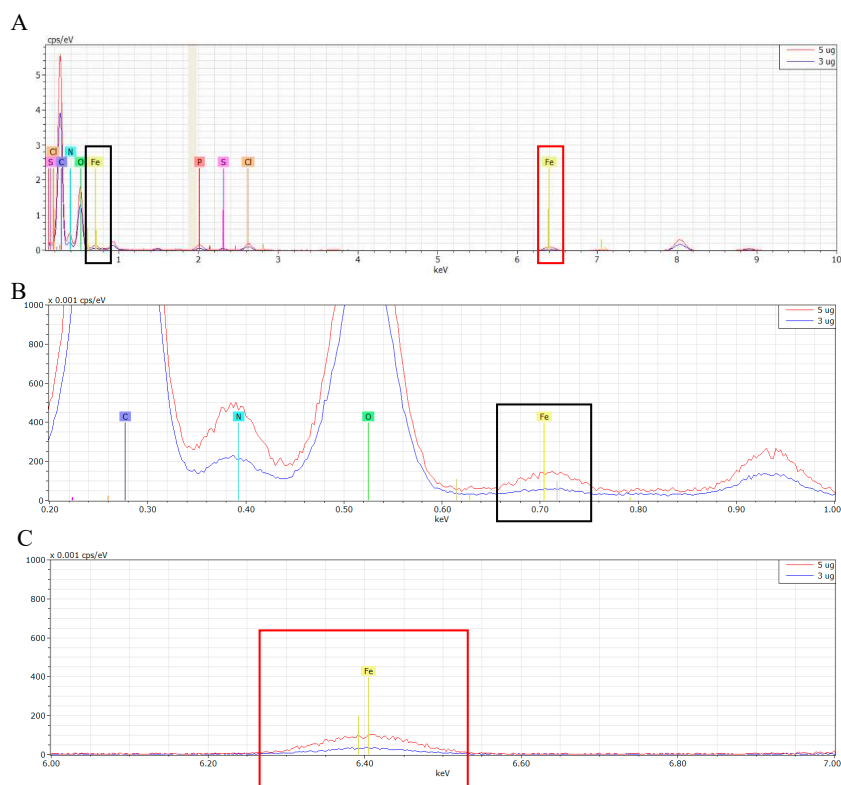 A
cps/eV
5 ug
3 ug
5
4
3
2
1
0
Cl N
S C O Fe P S Cl Fe
1 2 3 4 5 6 7 8 9 10
keV
B
x 0.001 cps/eV
1000
5 ug
3 ug
800
600
400
200
0
C N O Fe
0.20 0.30 0.40 0.50 0.60 0.70 0.80 0.90 1.00
keV
C
x 0.001 cps/eV
1000
5 ug
3 ug
800
600
400
200
0
Fe
6.00 6.20 6.40 6.60 6.80 7.00
keV